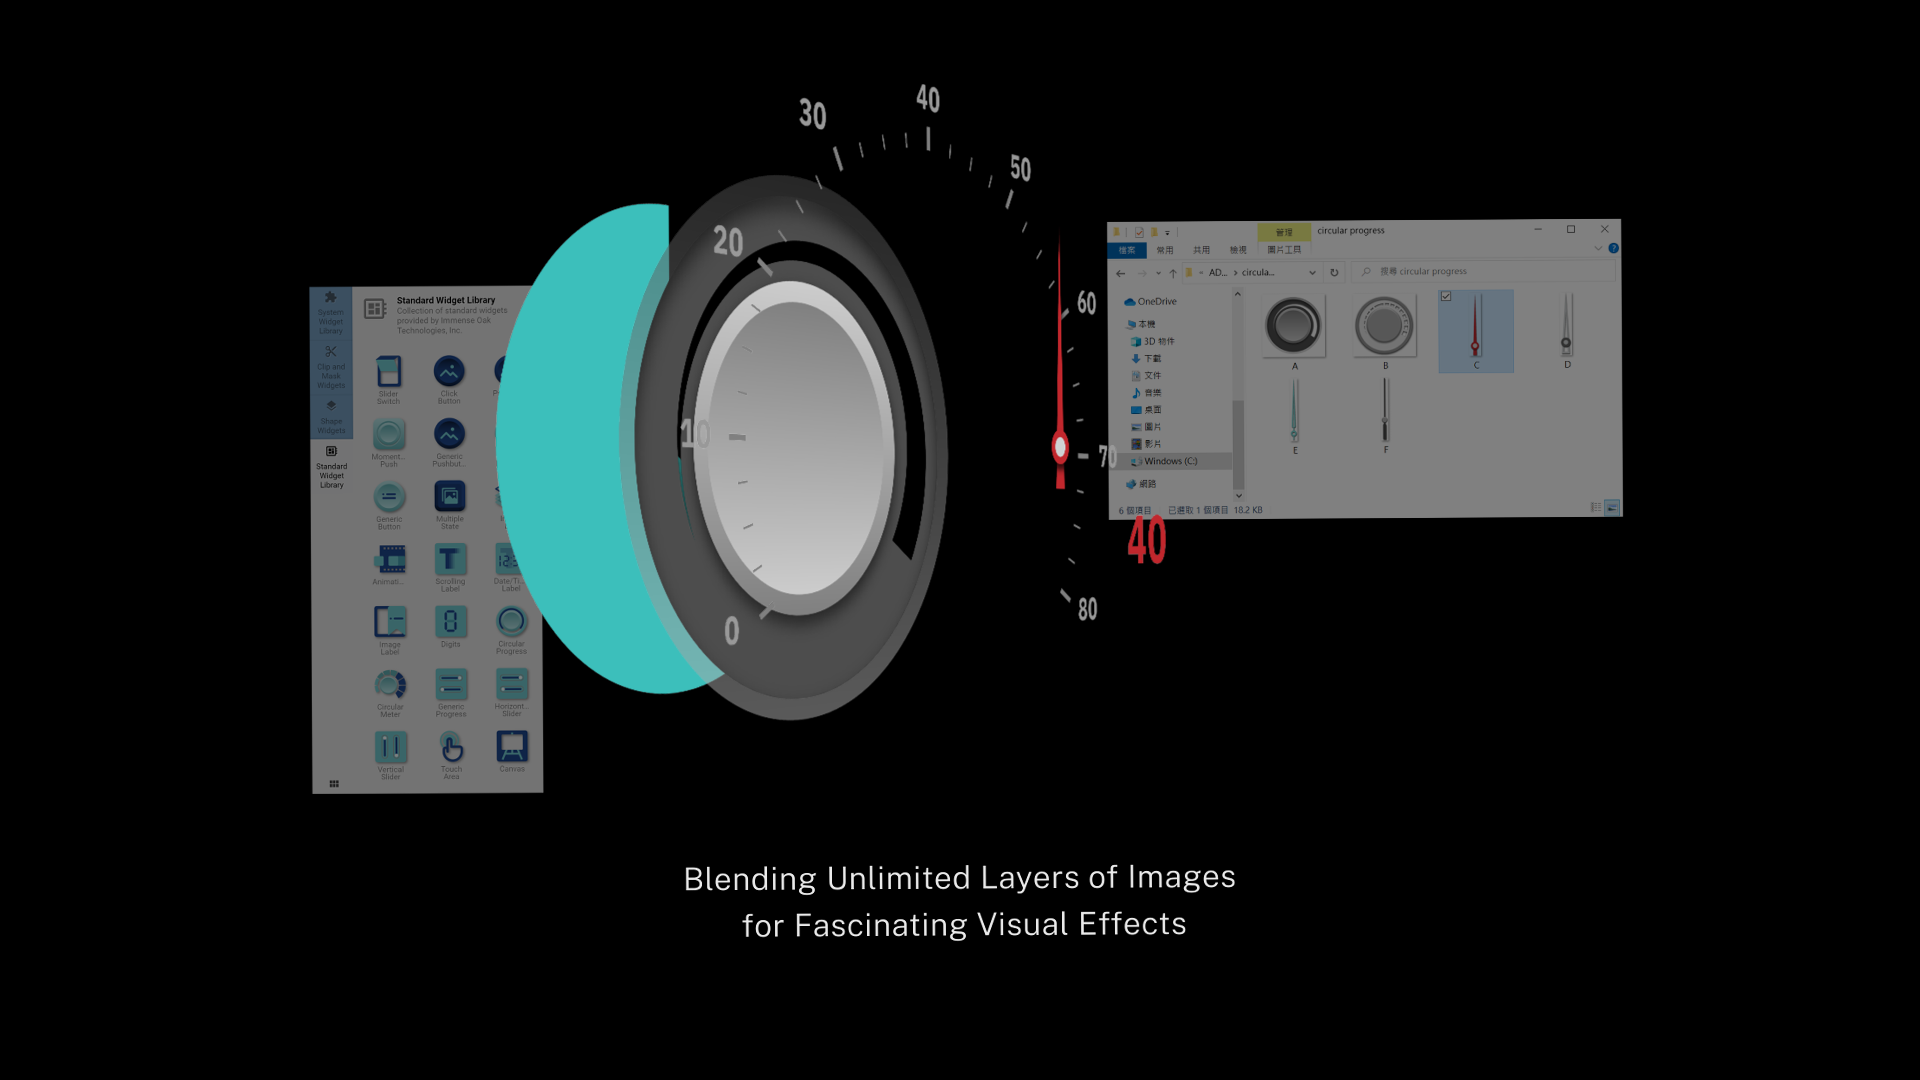 30
40
50
20
60
10
70
0
80
40
System
Widget
Library
Clip and
Mask
Widgets
Shape
Widgets
Standard
Widget
Library
Standard Widget Library
Collection of standard widgets
provided by Immense Oak
Technologies, Inc.
Slider
Switch
Click
Button
Moment...
Push
Generic
Pushbut...
Generic
Button
Multiple
State
Animati...
Scrolling
Label
Date/Ti...
Label
Image
Label
Digits
Circular
Progress
Circular
Meter
Generic
Progress
Horizont...
Slider
Vertical
Slider
Touch
Area
Canvas
管理
circular progress
檔案 常用 共用 檢視 圖片工具
« AD... › circula...
搜尋 circular progress
OneDrive
本機
3D 物件
下載
文件
音樂
桌面
圖片
影片
Windows (C:)
網路
A B C D
E F
6 個項目 已選取 1 個項目 18.2 KB
Blending Unlimited Layers of Images
for Fascinating Visual Effects